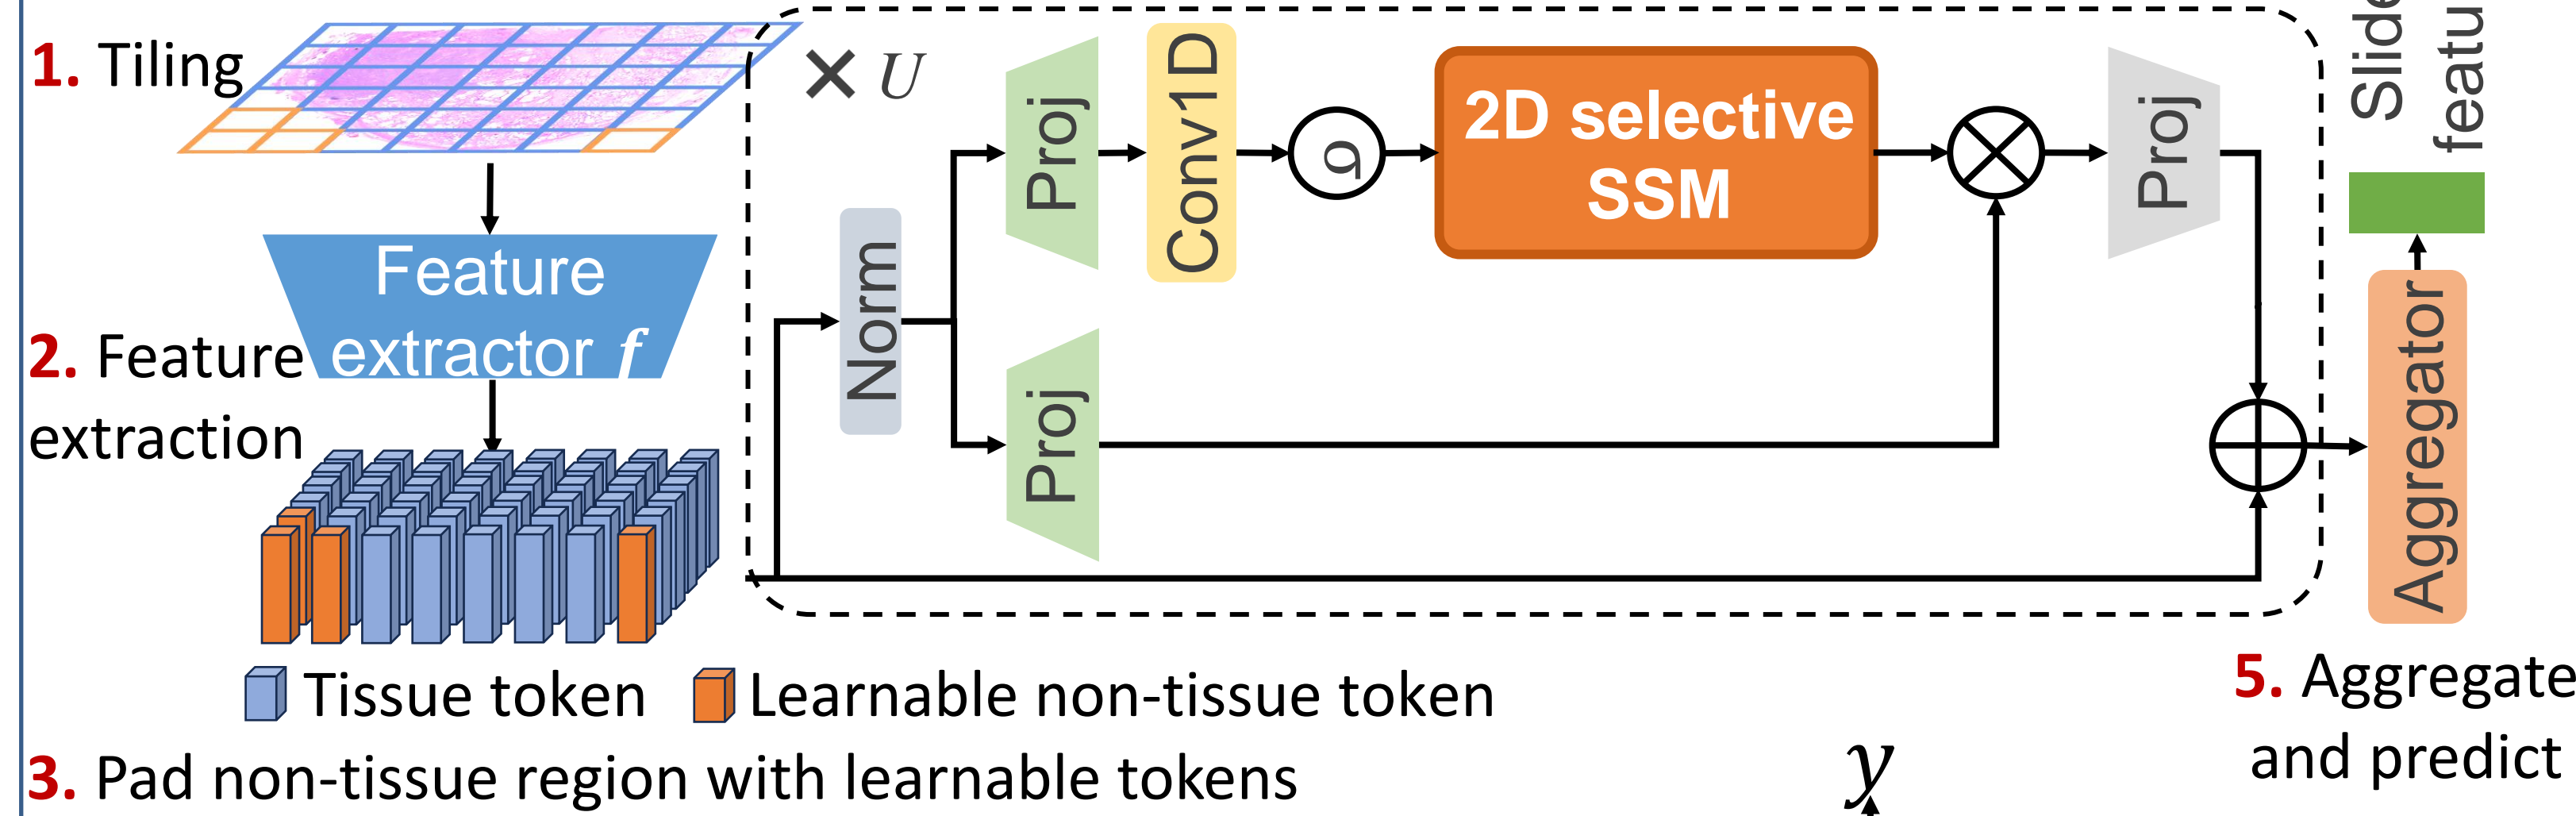 1. Tiling
Feature
extractor f
2. Feature
extraction
Tissue token
Learnable non-tissue token
3. Pad non-tissue region with learnable tokens
× U
Norm
Proj
Conv1D
σ
2D selective
SSM
Proj
Proj
Aggregator
5. Aggregate
and predict
y